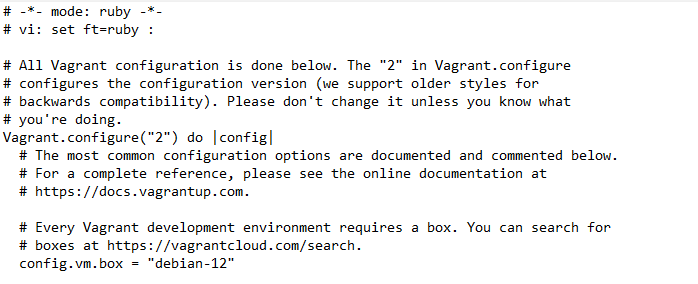 # -*- mode: ruby -*-
# vi: set ft=ruby :
# All Vagrant configuration is done below. The "2" in Vagrant.configure
# configures the configuration version (we support older styles for
# backwards compatibility). Please don't change it unless you know what
# you're doing.
Vagrant.configure("2") do |config|
# The most common configuration options are documented and commented below.
# For a complete reference, please see the online documentation at
# https://docs.vagrantup.com.
# Every Vagrant development environment requires a box. You can search for
# boxes at https://vagrantcloud.com/search.
config.vm.box = "debian-12"